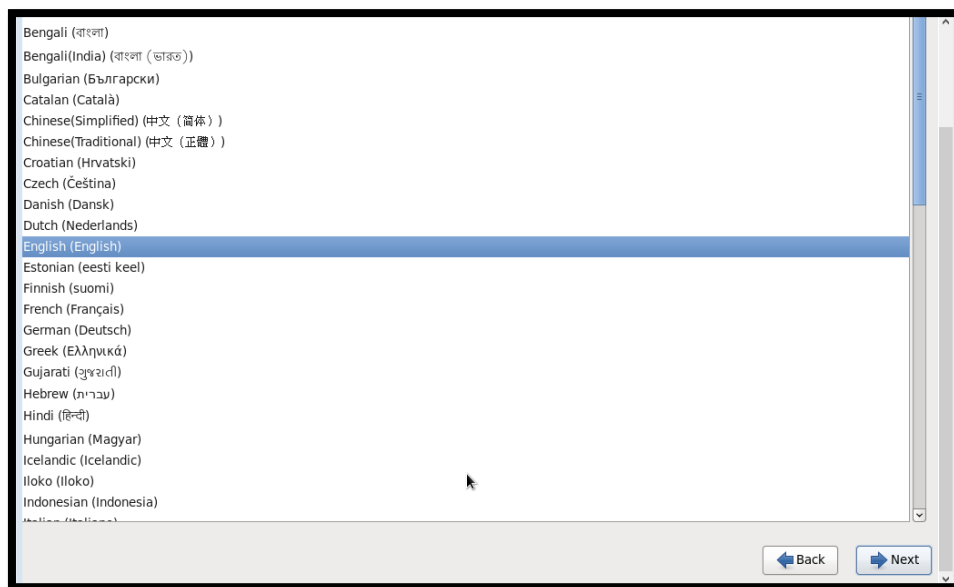 Bengali (বাংলা)
Bengali(India) (বাংলা (ভারত))
Bulgarian (Български)
Catalan (Català)
Chinese(Simplified) (中文（简体）)
Chinese(Traditional) (中文（正體）)
Croatian (Hrvatski)
Czech (Čeština)
Danish (Dansk)
Dutch (Nederlands)
English (English)
Estonian (eesti keel)
Finnish (suomi)
French (Français)
German (Deutsch)
Greek (Ελληνικά)
Gujarati (ગુજરાતી)
Hebrew (עברית)
Hindi (हिन्दी)
Hungarian (Magyar)
Icelandic (Icelandic)
Iloko (Iloko)
Indonesian (Indonesia)
Italian (Italiano)
Back Next